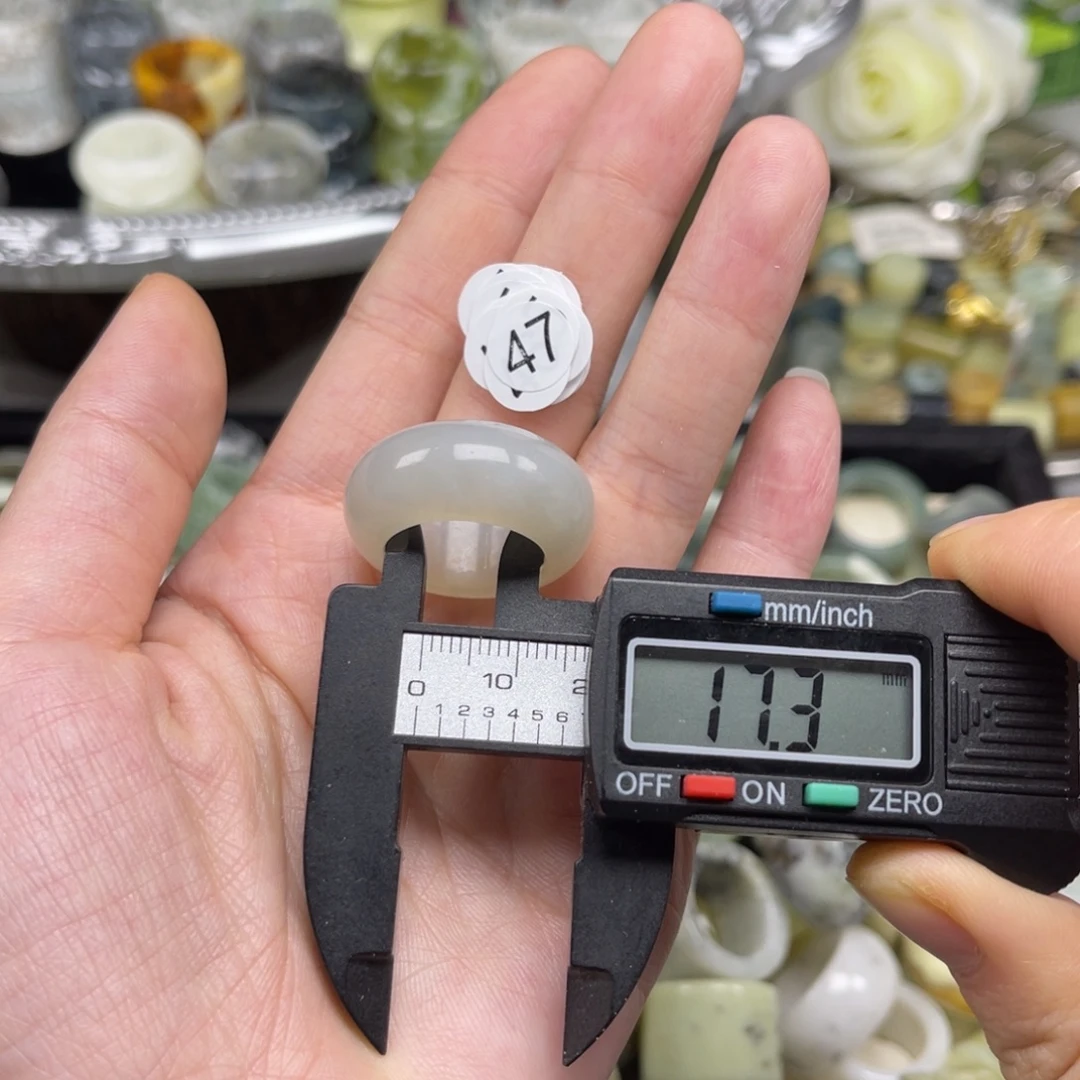 47
mm/inch
17.3 mm
OFF ON ZERO
0 10 2
1 2 3 4 5 6